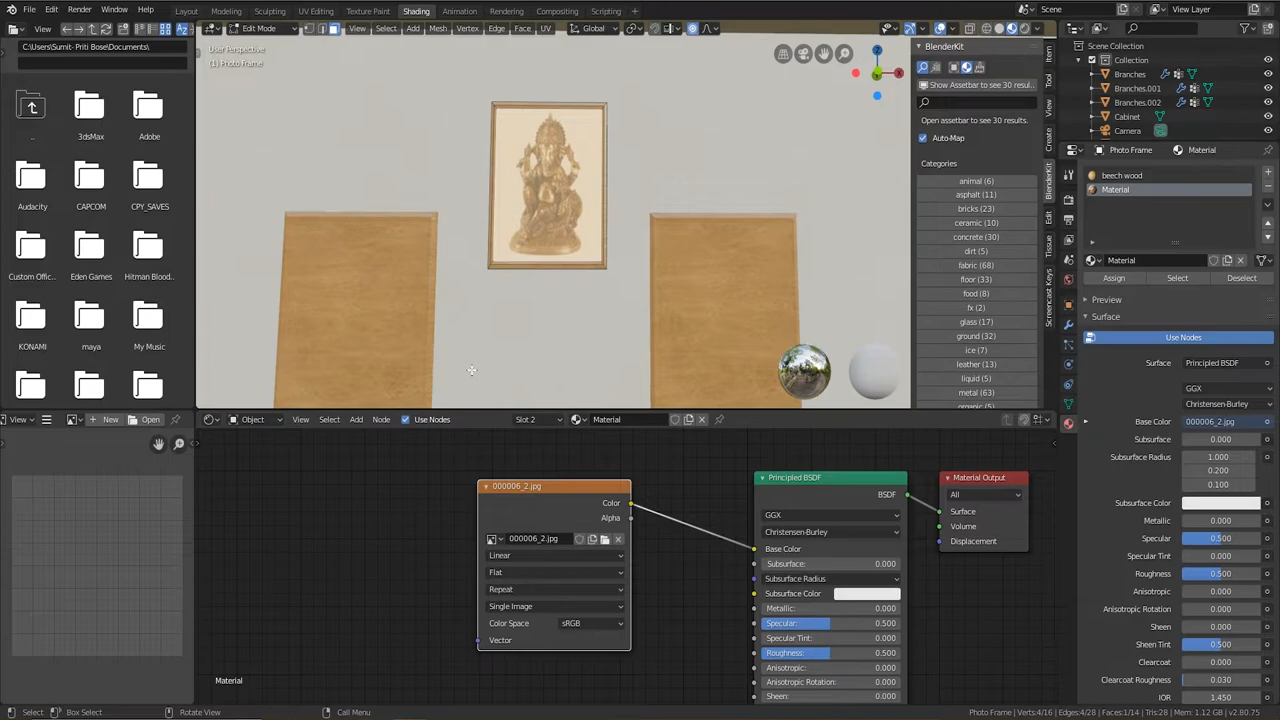 File Edit Render Window Help Layout Modeling Sculpting UV Editing Texture Paint Shading Animation Rendering Compositing Scripting Scene View Layer
Edit Mode View Select Add Mesh Vertex Edge Face UV Global
C:\Users\Sumit- Priti Bose\Documents\
..
3dsMax
Adobe
Audacity
CAPCOM
CPY_SAVES
Custom Offic...
Eden Games
Hitman Blood...
KONAMI
maya
My Music
User Perspective
(1) Photo Frame
Z
X
BlenderKit
Show Assetbar to see 30 resul...
Open assetbar to see 30 results.
Auto-Map
Categories
animal (6)
asphalt (11)
bricks (23)
ceramic (10)
concrete (30)
dirt (5)
fabric (68)
floor (33)
food (8)
fx (2)
glass (17)
ground (32)
ice (7)
leather (13)
liquid (5)
metal (63)
organic (5)
Item
Tool
View
Create
BlenderKit
Edit
Tissue
Screencast Keys
Scene Collection
Collection
Branches
Branches.001
Branches.002
Cabinet
Camera
Photo Frame Material
beech wood
Material
Material
Assign Select Deselect
Preview
Surface
Use Nodes
Surface: Principled BSDF
GGX
Christensen-Burley
Base Color 000006_2.jpg
Subsurface 0.000
Subsurface Radius 1.000
0.200
0.100
Subsurface Color
Metallic 0.000
Specular 0.500
Specular Tint 0.000
Roughness 0.500
Anisotropic 0.000
Anisotropic Rotation 0.000
Sheen 0.000
Sheen Tint 0.500
Clearcoat 0.000
Clearcoat Roughness 0.030
IOR 1.450
View New Open
Object View Select Add Node Use Nodes Slot 2 Material
000006_2.jpg
Color
Alpha
000006_2.jpg
Linear
Flat
Repeat
Single Image
Color Space sRGB
Vector
Principled BSDF
BSDF
GGX
Christensen-Burley
Base Color
Subsurface: 0.000
Subsurface Radius
Subsurface Color
Metallic: 0.000
Specular: 0.500
Specular Tint: 0.000
Roughness: 0.500
Anisotropic: 0.000
Anisotropic Rotation: 0.000
Sheen: 0.000
Material Output
All
Surface
Volume
Displacement
Material
Select Box Select Rotate View Call Menu Photo Frame | Verts:4/16 | Edges:4/28 | Faces:1/14 | Tris:28 | Mem: 1.12 GB | v2.80.75